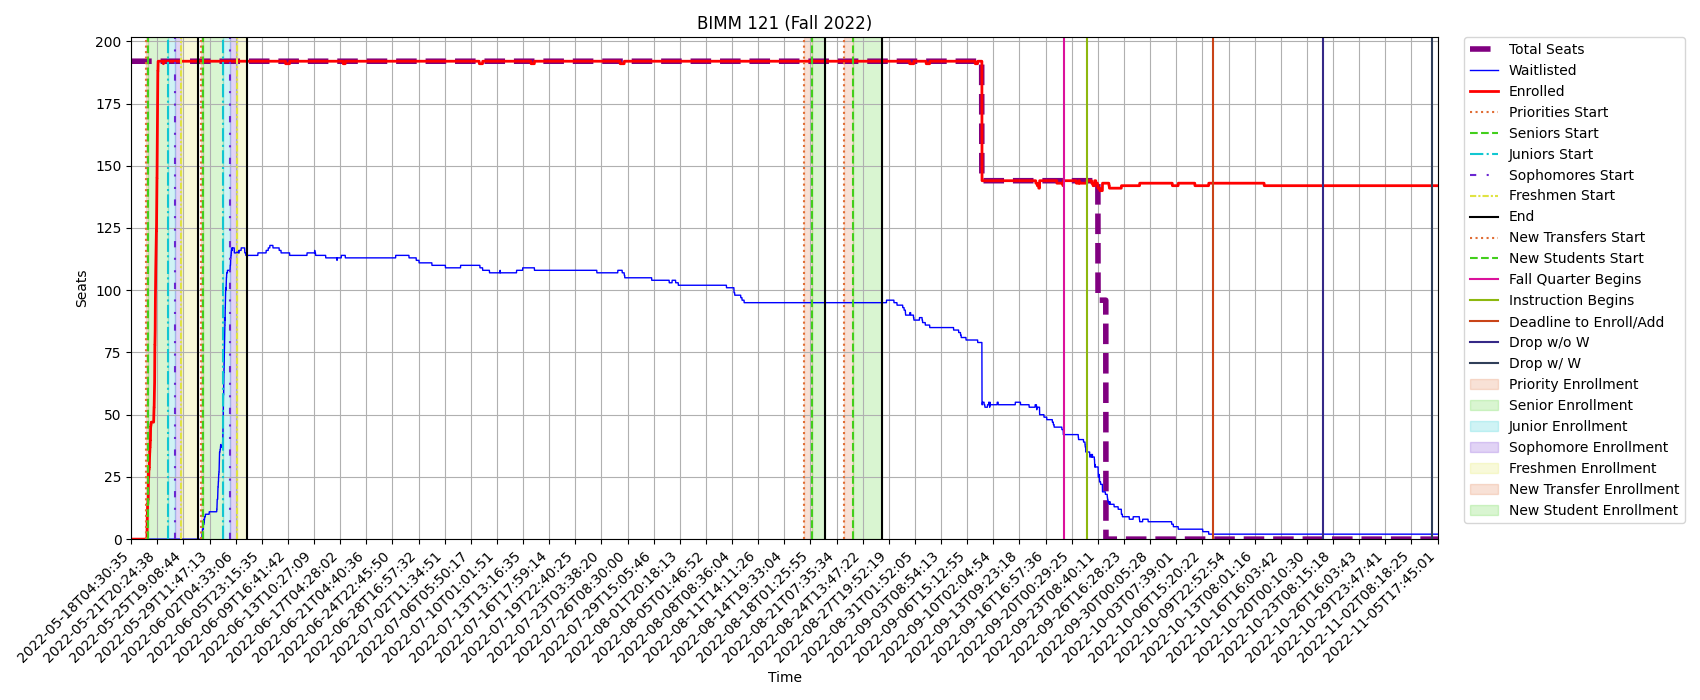 BIMM 121 (Fall 2022)
200
175
150
125
100
75
50
25
0
Seats
2022-05-18T04:30:35
2022-05-21T20:24:38
2022-05-25T19:08:44
2022-05-29T11:47:13
2022-06-02T04:33:06
2022-06-05T23:15:35
2022-06-09T16:41:42
2022-06-13T10:27:09
2022-06-17T04:28:02
2022-06-21T04:40:36
2022-06-24T22:45:50
2022-06-28T16:57:32
2022-07-02T11:34:51
2022-07-06T05:50:17
2022-07-10T01:01:51
2022-07-13T13:16:35
2022-07-16T17:59:14
2022-07-19T22:40:25
2022-07-23T03:38:20
2022-07-26T08:30:00
2022-07-29T15:05:46
2022-08-01T20:18:13
2022-08-05T01:46:52
2022-08-08T08:36:04
2022-08-11T14:11:26
2022-08-14T19:33:04
2022-08-18T01:25:55
2022-08-21T07:35:34
2022-08-24T13:47:22
2022-08-27T19:52:19
2022-08-31T01:52:05
2022-09-03T08:54:13
2022-09-06T15:12:55
2022-09-10T02:04:54
2022-09-13T09:23:18
2022-09-16T16:57:36
2022-09-20T00:29:25
2022-09-23T08:40:11
2022-09-26T16:28:23
2022-09-30T00:05:28
2022-10-03T07:39:01
2022-10-06T15:20:22
2022-10-09T22:52:54
2022-10-13T08:01:16
2022-10-16T16:03:42
2022-10-20T00:10:30
2022-10-23T08:15:18
2022-10-26T16:03:43
2022-10-29T23:47:41
2022-11-02T08:18:25
2022-11-05T17:45:01
Time
Total Seats
Waitlisted
Enrolled
Priorities Start
Seniors Start
Juniors Start
Sophomores Start
Freshmen Start
End
New Transfers Start
New Students Start
Fall Quarter Begins
Instruction Begins
Deadline to Enroll/Add
Drop w/o W
Drop w/ W
Priority Enrollment
Senior Enrollment
Junior Enrollment
Sophomore Enrollment
Freshmen Enrollment
New Transfer Enrollment
New Student Enrollment